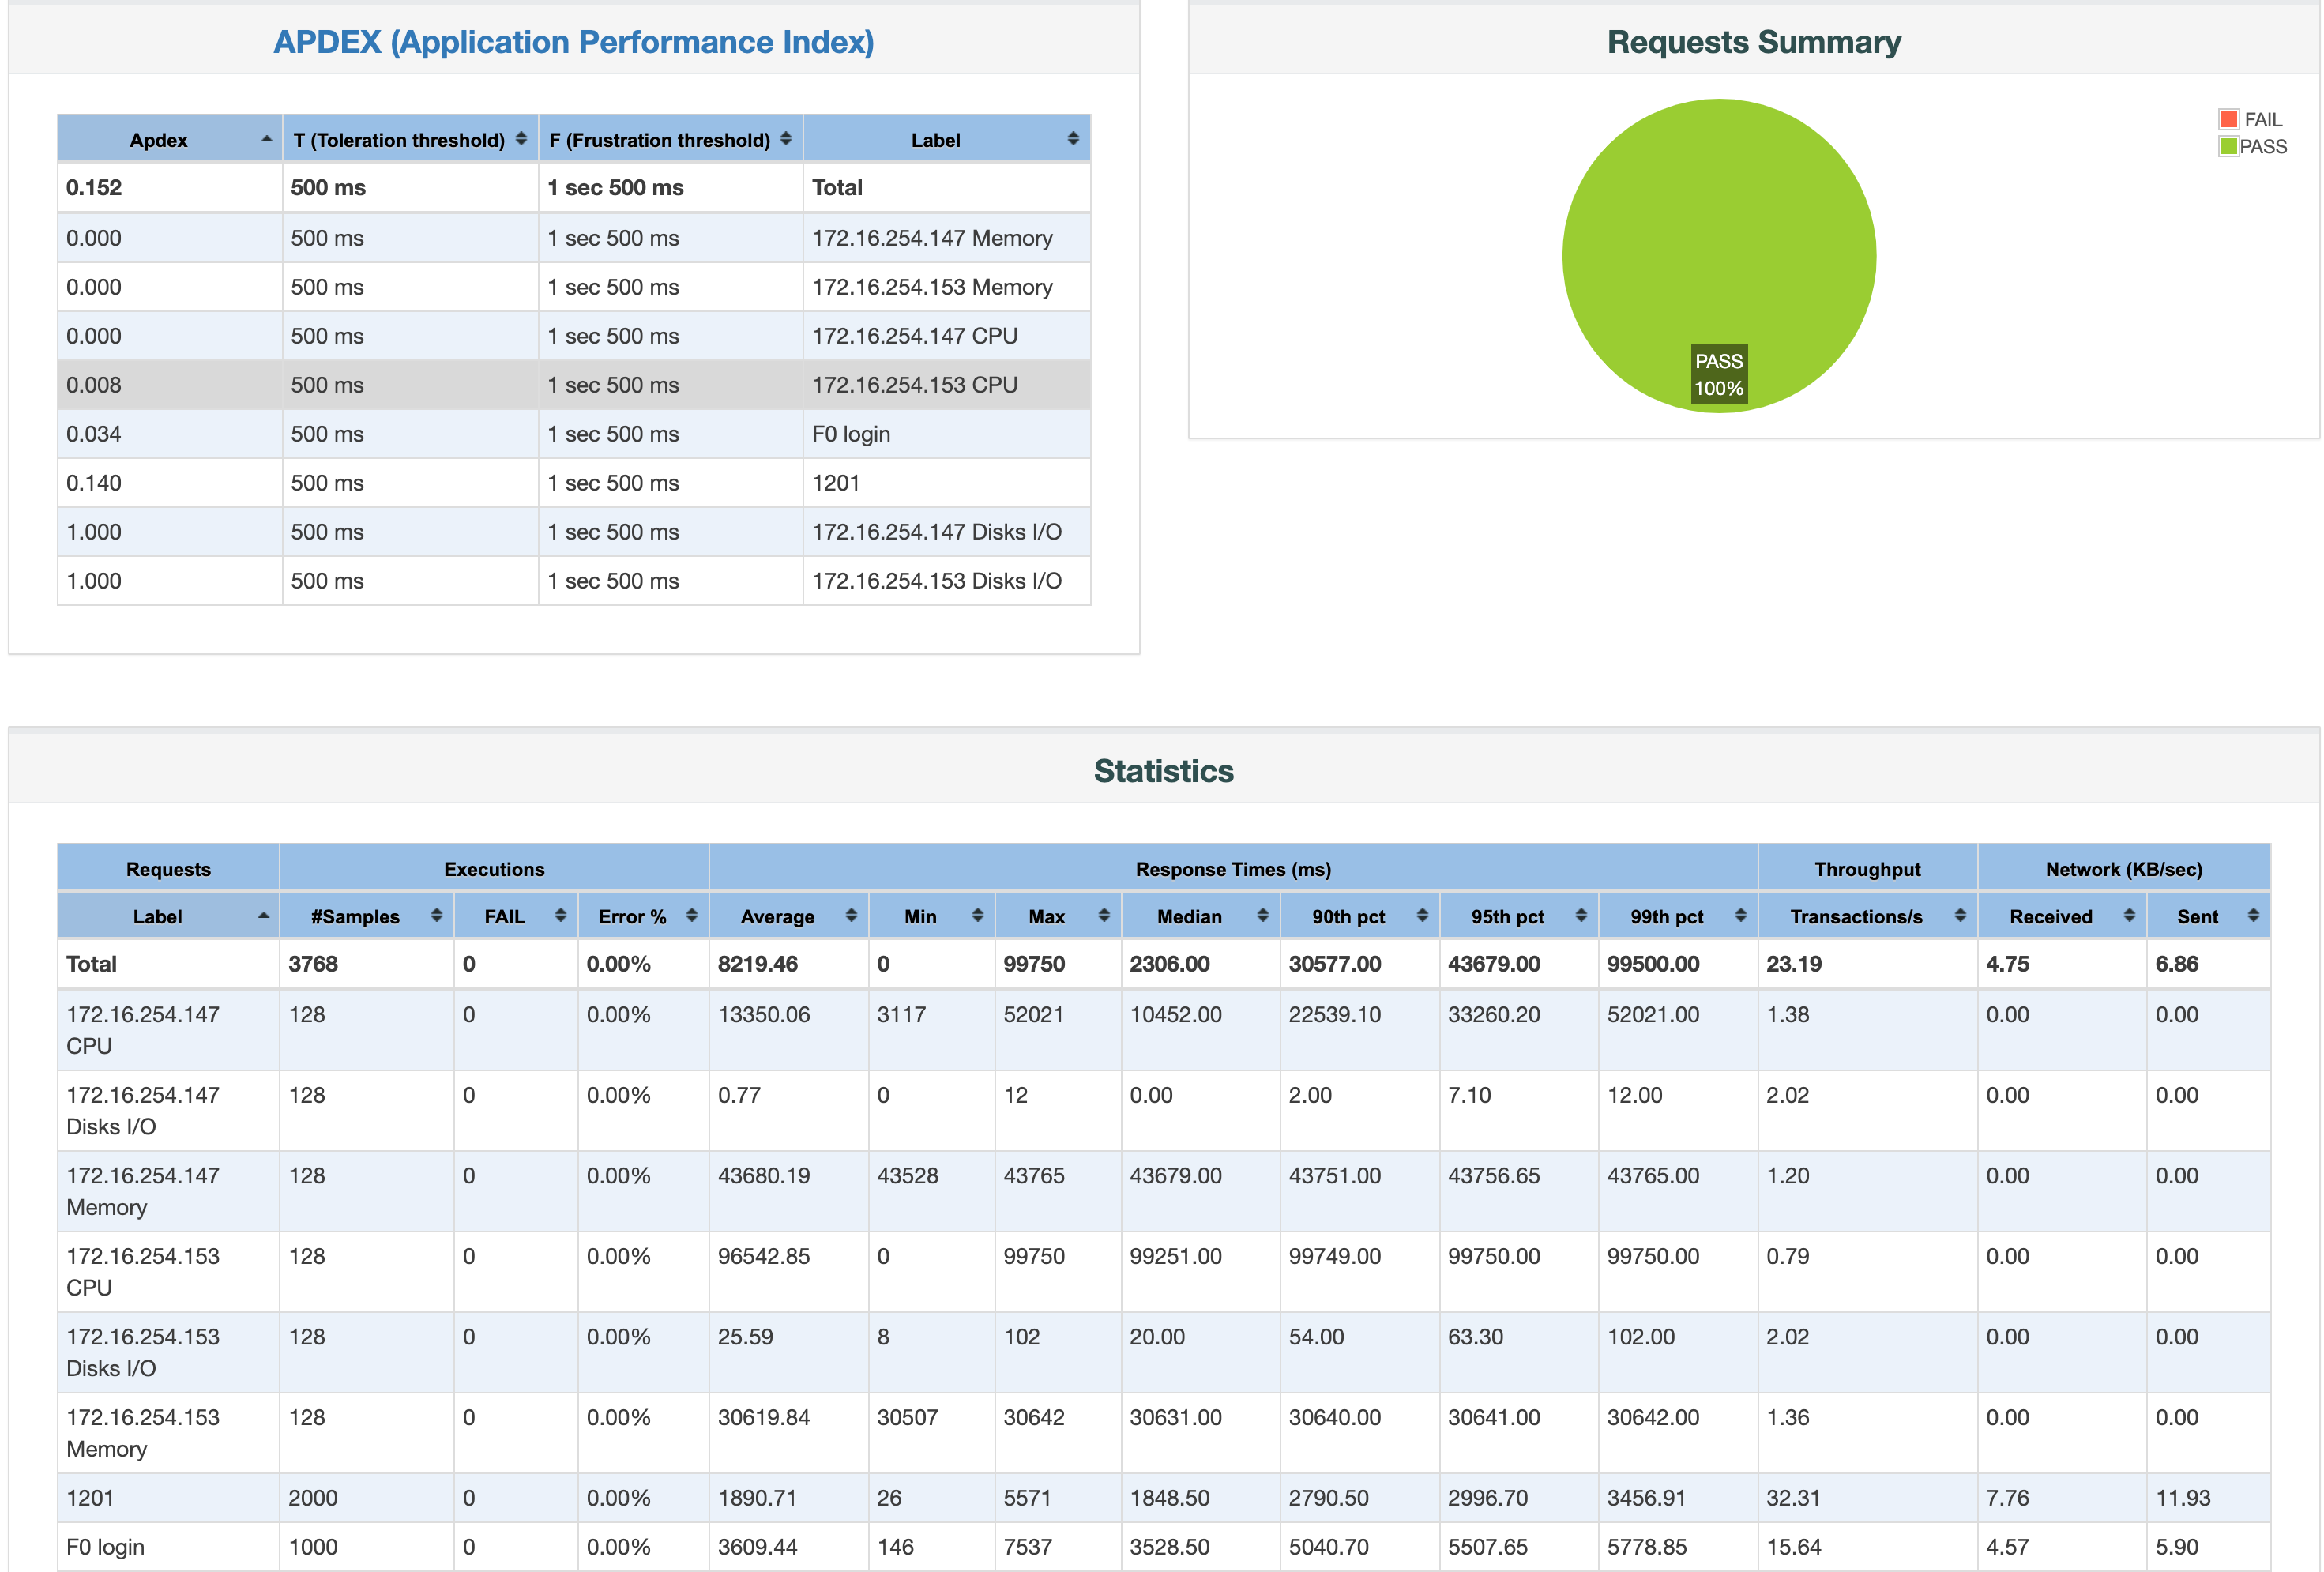 APDEX (Application Performance Index)
Apdex T (Toleration threshold) F (Frustration threshold) Label
0.152 500 ms 1 sec 500 ms Total
0.000 500 ms 1 sec 500 ms 172.16.254.147 Memory
0.000 500 ms 1 sec 500 ms 172.16.254.153 Memory
0.000 500 ms 1 sec 500 ms 172.16.254.147 CPU
0.008 500 ms 1 sec 500 ms 172.16.254.153 CPU
0.034 500 ms 1 sec 500 ms F0 login
0.140 500 ms 1 sec 500 ms 1201
1.000 500 ms 1 sec 500 ms 172.16.254.147 Disks I/O
1.000 500 ms 1 sec 500 ms 172.16.254.153 Disks I/O
Requests Summary
FAIL
PASS
PASS
100%
Statistics
Requests Executions Response Times (ms) Throughput Network (KB/sec)
Label #Samples FAIL Error % Average Min Max Median 90th pct 95th pct 99th pct Transactions/s Received Sent
Total 3768 0 0.00% 8219.46 0 99750 2306.00 30577.00 43679.00 99500.00 23.19 4.75 6.86
172.16.254.147 128 0 0.00% 13350.06 3117 52021 10452.00 22539.10 33260.20 52021.00 1.38 0.00 0.00
CPU
172.16.254.147 128 0 0.00% 0.77 0 12 0.00 2.00 7.10 12.00 2.02 0.00 0.00
Disks I/O
172.16.254.147 128 0 0.00% 43680.19 43528 43765 43679.00 43751.00 43756.65 43765.00 1.20 0.00 0.00
Memory
172.16.254.153 128 0 0.00% 96542.85 0 99750 99251.00 99749.00 99750.00 99750.00 0.79 0.00 0.00
CPU
172.16.254.153 128 0 0.00% 25.59 8 102 20.00 54.00 63.30 102.00 2.02 0.00 0.00
Disks I/O
172.16.254.153 128 0 0.00% 30619.84 30507 30642 30631.00 30640.00 30641.00 30642.00 1.36 0.00 0.00
Memory
1201 2000 0 0.00% 1890.71 26 5571 1848.50 2790.50 2996.70 3456.91 32.31 7.76 11.93
F0 login 1000 0 0.00% 3609.44 146 7537 3528.50 5040.70 5507.65 5778.85 15.64 4.57 5.90